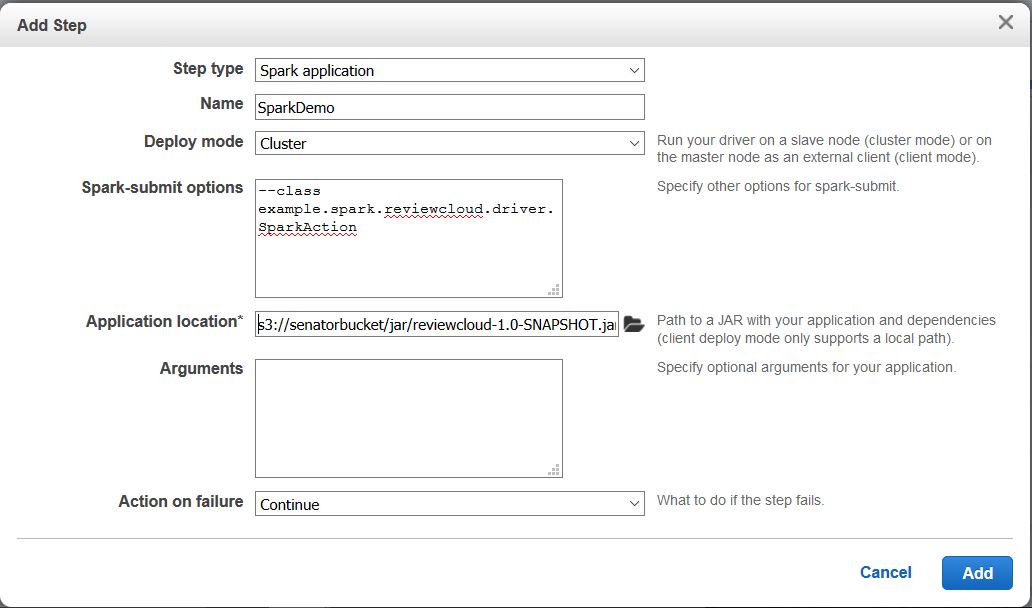 Add Step
Step type
Spark application
Name
SparkDemo
Deploy mode
Cluster
Run your driver on a slave node (cluster mode) or on
the master node as an external client (client mode).
Spark-submit options
--class
example.spark.reviewcloud.driver.
SparkAction
Specify other options for spark-submit.
Application location*
s3://senatorbucket/jar/reviewcloud-1.0-SNAPSHOT.ja
Path to a JAR with your application and dependencies
(client deploy mode only supports a local path).
Arguments
Specify optional arguments for your application.
Action on failure
Continue
What to do if the step fails.
Cancel
Add